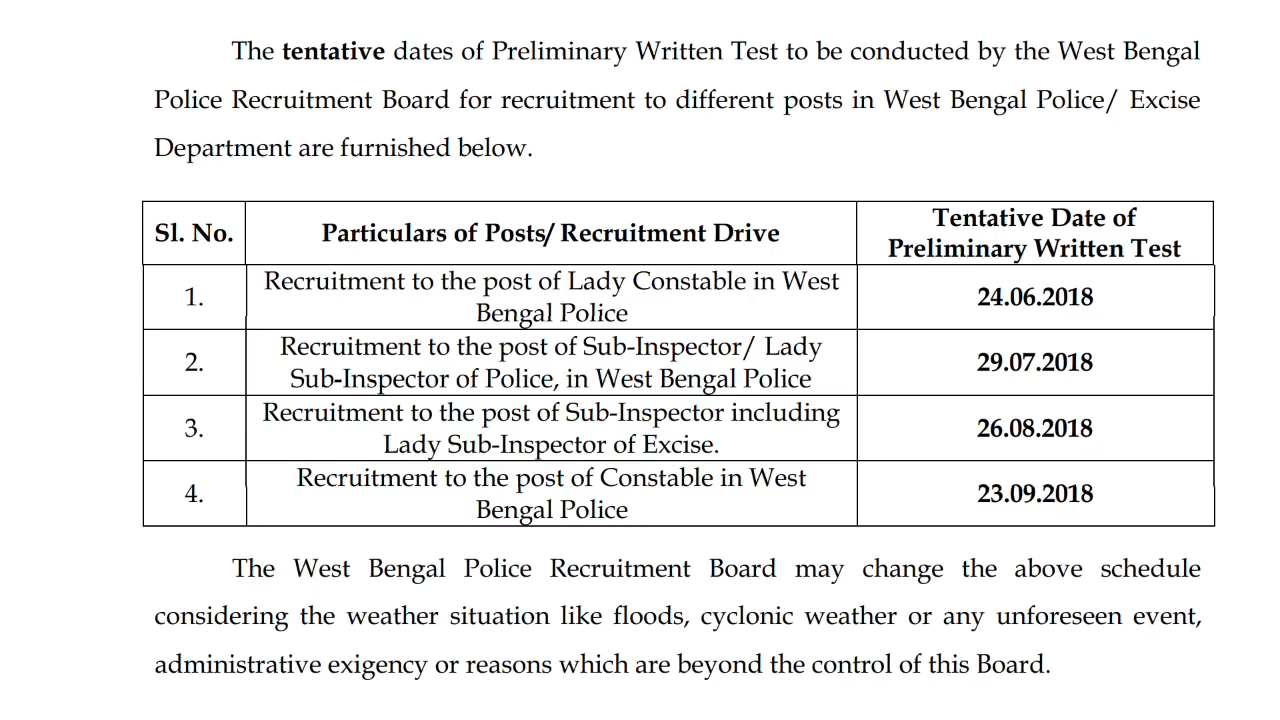 The tentative dates of Preliminary Written Test to be conducted by the West Bengal
Police Recruitment Board for recruitment to different posts in West Bengal Police/ Excise
Department are furnished below.
Sl. No.
Particulars of Posts/ Recruitment Drive
Tentative Date of
Preliminary Written Test
1.
Recruitment to the post of Lady Constable in West
Bengal Police
24.06.2018
2.
Recruitment to the post of Sub-Inspector/ Lady
Sub-Inspector of Police, in West Bengal Police
29.07.2018
3.
Recruitment to the post of Sub-Inspector including
Lady Sub-Inspector of Excise.
26.08.2018
4.
Recruitment to the post of Constable in West
Bengal Police
23.09.2018
The West Bengal Police Recruitment Board may change the above schedule
considering the weather situation like floods, cyclonic weather or any unforeseen event,
administrative exigency or reasons which are beyond the control of this Board.